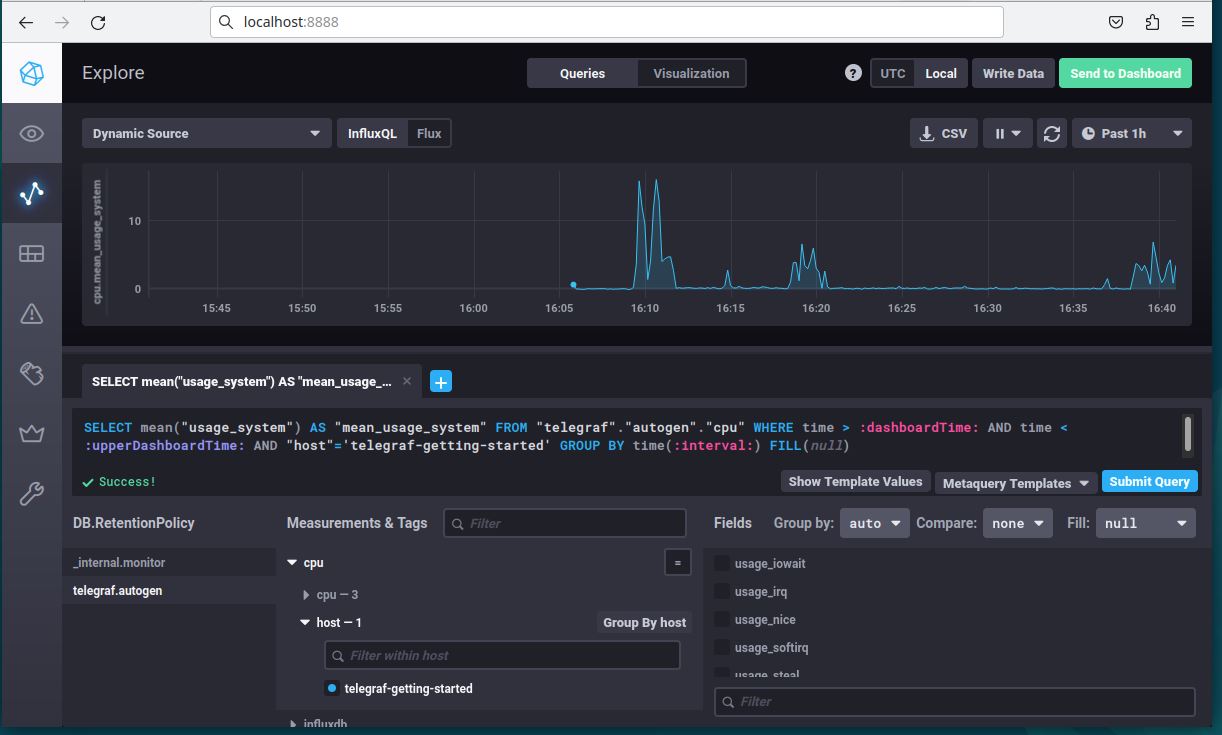 localhost:8888
Explore
Queries
Visualization
?
UTC
Local
Write Data
Send to Dashboard
Dynamic Source
InfluxQL
Flux
CSV
Past 1h
cpu.mean_usage_system
10
0
15:45
15:50
15:55
16:00
16:05
16:10
16:15
16:20
16:25
16:30
16:35
16:40
SELECT mean("usage_system") AS "mean_usage_...
SELECT mean("usage_system") AS "mean_usage_system" FROM "telegraf"."autogen"."cpu" WHERE time > :dashboardTime: AND time <
:upperDashboardTime: AND "host"='telegraf-getting-started' GROUP BY time(:interval:) FILL(null)
Success!
Show Template Values
Metaquery Templates
Submit Query
DB.RetentionPolicy
Measurements & Tags
Filter
Fields
Group by:
auto
Compare:
none
Fill:
null
_internal.monitor
telegraf.autogen
cpu
=
cpu — 3
host — 1
Group By host
Filter within host
telegraf-getting-started
influxdb
usage_iowait
usage_irq
usage_nice
usage_softirq
usage_steal
Filter